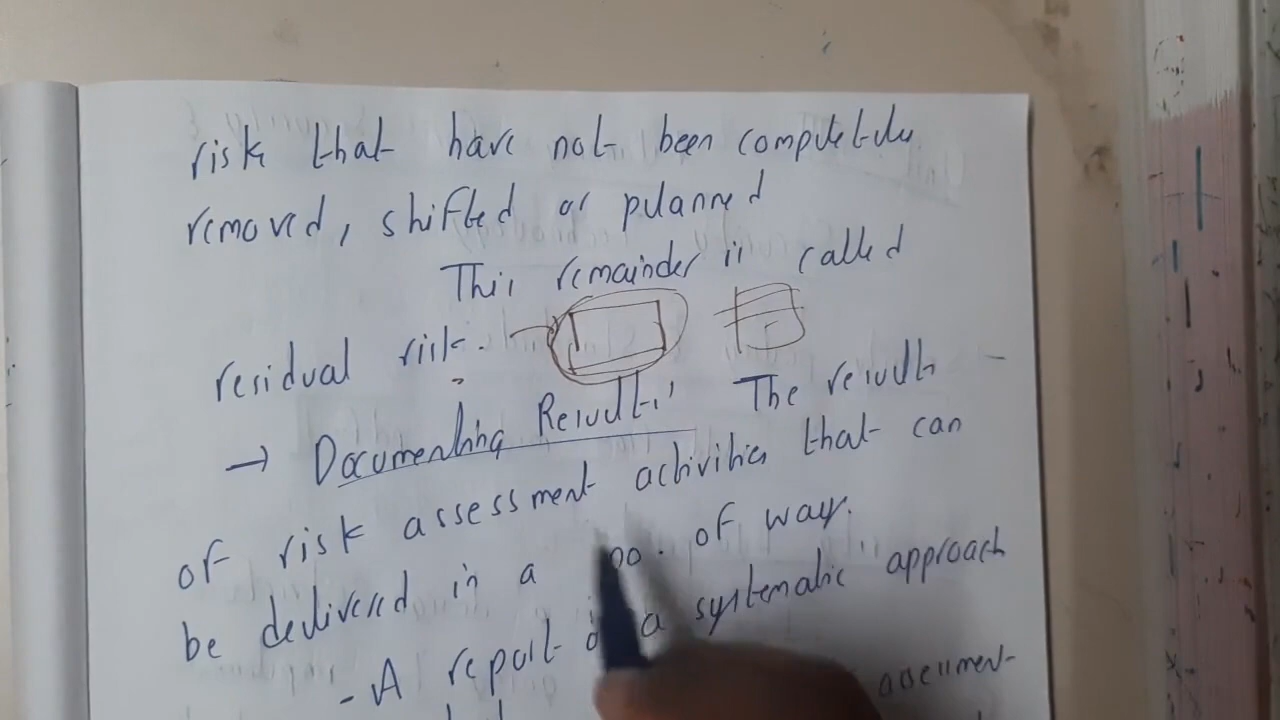 risk that have not been completely
removed, shifted or planned
This remainder is called
residual risk.
→ Documenting Results: The results -
of risk assessment activities that can
be delivered in a no. of ways.
- A report a systematic approach
assessment